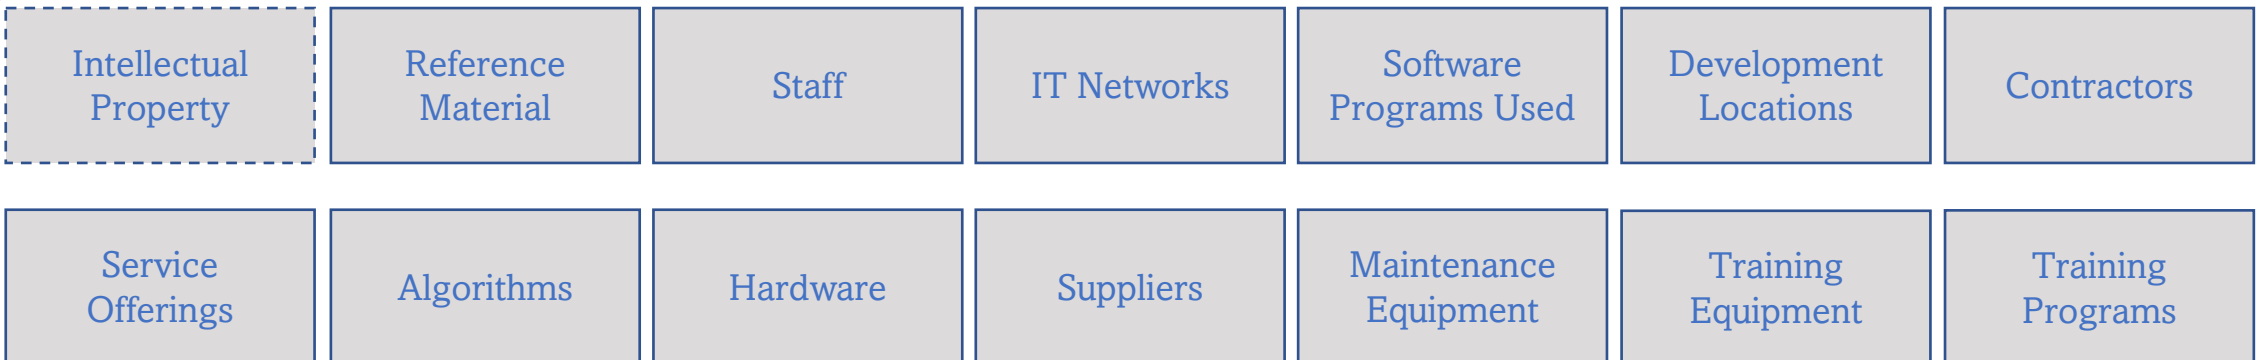 Intellectual
Property
Reference
Material
Staff
IT Networks
Software
Programs Used
Development
Locations
Contractors
Service
Offerings
Algorithms
Hardware
Suppliers
Maintenance
Equipment
Training
Equipment
Training
Programs